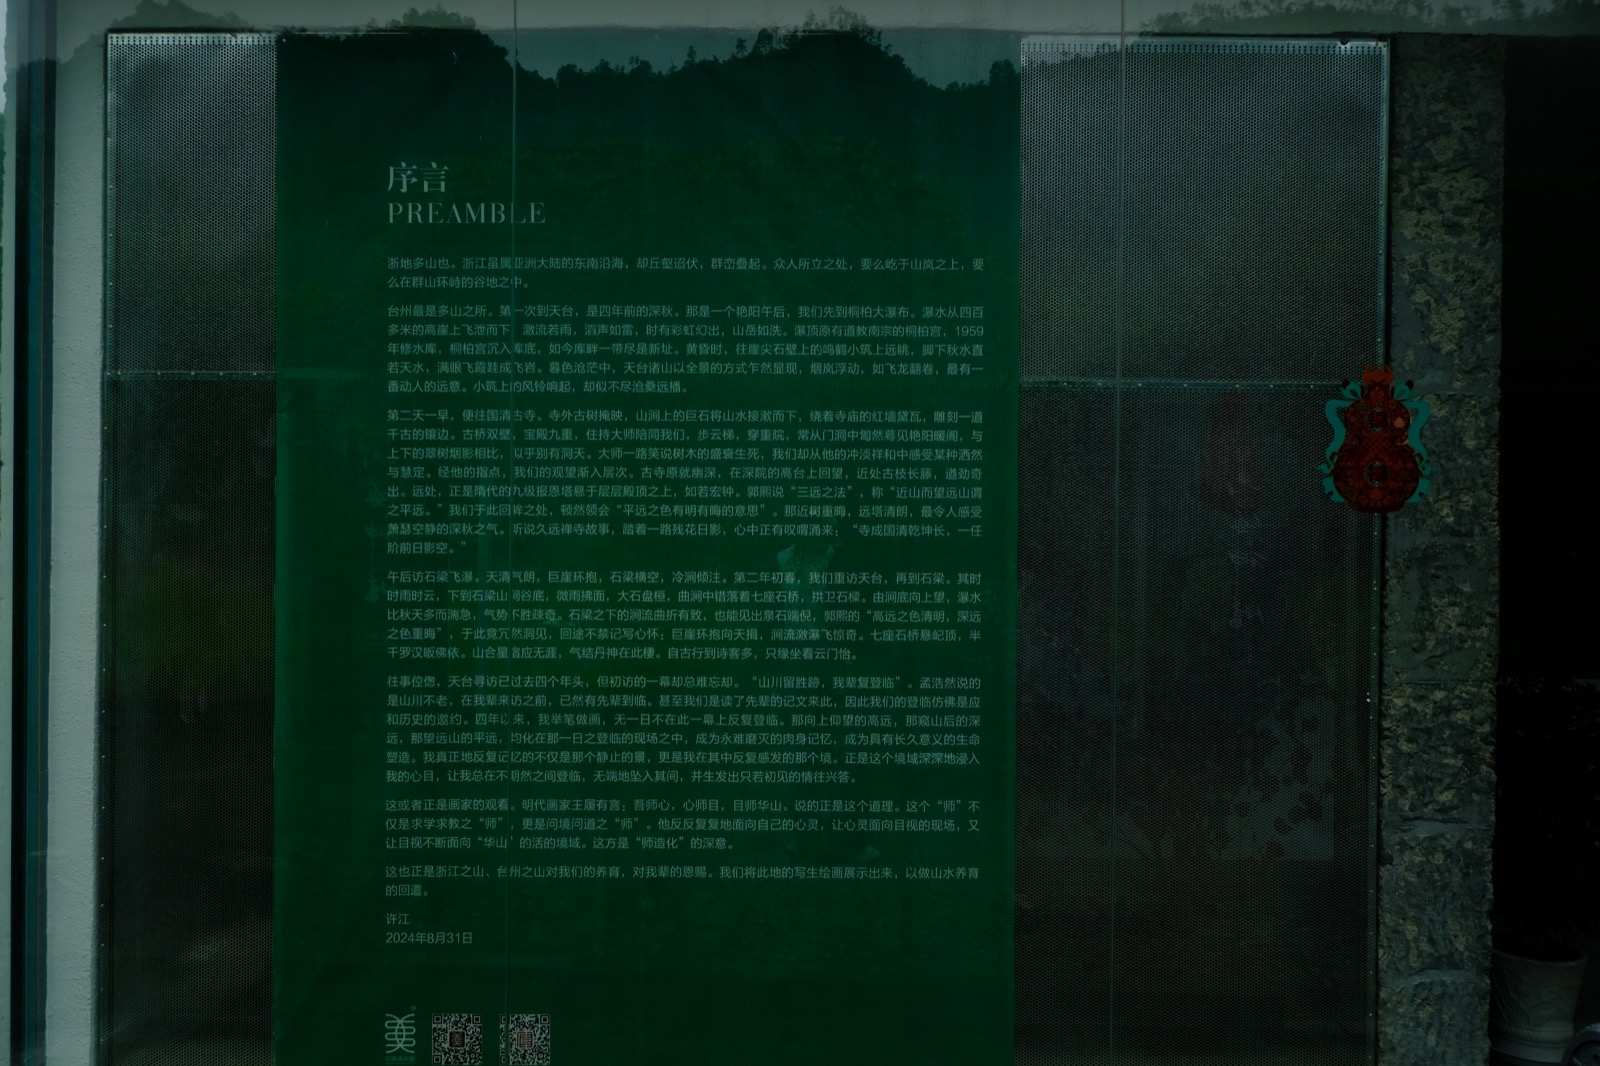 序言
PREAMBLE
浙地多山也。浙江虽属亚洲大陆的东南沿海，却丘壑迢伏，群峦叠起。众人所立之处，要么屹于山岚之上，要
么在群山环峙的谷地之中。
台州最是多山之所。第一次到天台，是四年前的深秋。那是一个艳阳午后，我们先到桐柏大瀑布。瀑水从四百
多米的高崖上飞泄而下，激流若雨，滔声如雷，时有彩虹幻出，山岳如洗。瀑顶原有道教南宗的桐柏宫，1959
年修水库，桐柏宫沉入库底，如今库畔一带尽是新址。黄昏时，往崖尖石壁上的鸣鹤小筑上远眺，脚下秋水直
若天水，满眼飞霞跬成飞岩。暮色沧茫中，天台诸山以全景的方式乍然显现，烟岚浮动，如飞龙翻卷，最有一
番动人的远意。小筑上的风铃响起，却似不尽沧桑远播。
第二天一早，便往国清古寺。寺外古树掩映，山涧上的巨石将山水接漱而下，绕着寺庙的红墙黛瓦，雕刻一道
千古的镶边。古桥双壁，宝殿九重，住持大师陪同我们，步云梯，穿重院，常从门洞中訇然蓦见艳阳暖阁，与
上下的翠树烟影相比，似乎别有洞天。大师一路笑说树木的盛衰生死，我们却从他的冲淡祥和中感受某种洒然
与慧定。经他的指点，我们的观望渐入层次。古寺原就幽深，在深院的高台上回望，近处古枝长藤，遒劲奇
出。远处，正是隋代的九级报恩塔悬于层层殿顶之上，如若宏钟。郭熙说“三远之法”，称“近山而望远山谓
之平远。”我们于此回眸之处，顿然领会“平远之色有明有晦的意思”。那近树重晦，远塔清朗，最令人感受
萧瑟空静的深秋之气。听说久远禅寺故事，踏着一路残花日影，心中正有叹喟涌来；“寺成国清乾坤长，一任
阶前日影空。”
午后访石梁飞瀑。天清气朗，巨崖环抱，石梁横空，冷涧倾注。第二年初春，我们重访天台，再到石梁。其时
时雨时云，下到石梁山涧谷底，微雨拂面，大石盘桓，曲涧中错落着七座石桥，拱卫石樑。由涧底向上望，瀑水
比秋天多而湍急，气势不胜疎奇。石梁之下的涧流曲折有致，也能见出泉石端倪，郭熙的“高远之色清明，深远
之色重晦”，于此竟冗然洞见，回途不禁记写心怀；巨崖环抱向天揖，涧流激瀑飞惊奇。七座石桥悬屺顶，半
千罗汉皈佛依。山合星宿应无涯，气结丹神在此棲。自古行到诗客多，只缘坐看云门怡。
往事倥偬，天台寻访已过去四个年头，但初访的一幕却总难忘却。“山川留胜跡，我辈复登临”。孟浩然说的
是山川不老，在我辈来访之前，已然有先辈到临。甚至我们是读了先辈的记文来此，因此我们的登临仿佛是应
和历史的邀约。四年以来，我举笔做画，无一日不在此一幕上反复登临。那向上仰望的高远，那窥山后的深
远，那望远山的平远，均化在那一日之登临的现场之中，成为永难磨灭的肉身记忆，成为具有长久意义的生命
塑造。我真正地反复记忆的不仅是那个静止的景，更是我在其中反复感发的那个境。正是这个境域深深地浸入
我的心目，让我总在不期然之间登临，无端地坠入其间，并生发出只若初见的情往兴答。
这或者正是画家的观看。明代画家王履有言；吾师心，心师目，目师华山。说的正是这个道理。这个“师”不
仅是求学求教之“师”，更是问境问道之“师”。他反反复复地面向自己的心灵，让心灵面向目视的现场，又
让目视不断面向“华山”的活的境域。这方是“师造化”的深意。
这也正是浙江之山、台州之山对我们的养育，对我辈的恩赐。我们将此地的写生绘画展示出来，以做山水养育
的回道。
许江
2024年8月31日